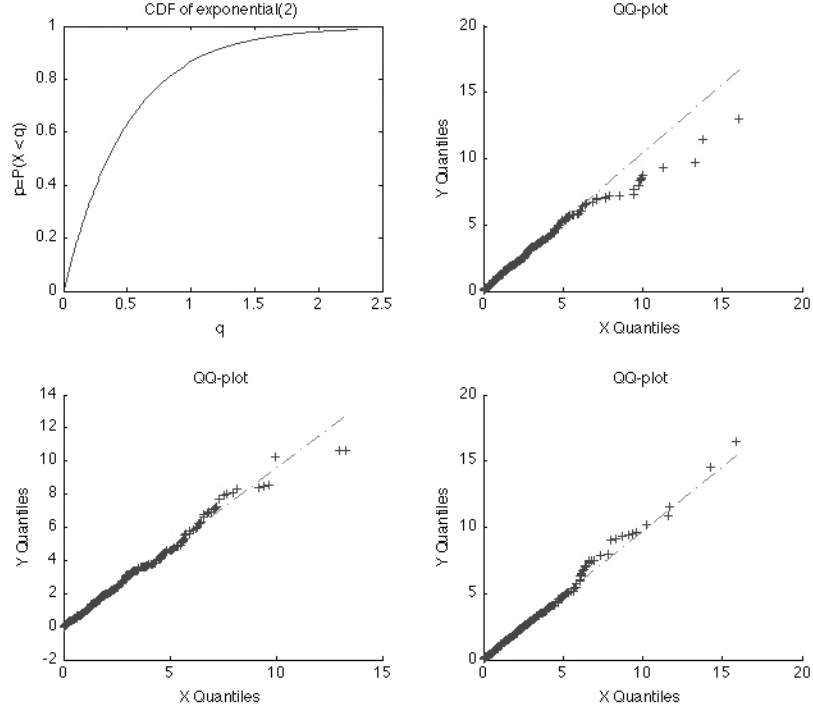 CDF of exponential(2)
1
0.8
0.6
0.4
0.2
0
p=P(X < q)
0 0.5 1 1.5 2 2.5
q
QQ-plot
20
15
10
5
0
Y Quantiles
0 5 10 15 20
X Quantiles
QQ-plot
14
12
10
8
6
4
2
0
-2
Y Quantiles
0 5 10 15
X Quantiles
QQ-plot
20
15
10
5
0
Y Quantiles
0 5 10 15 20
X Quantiles